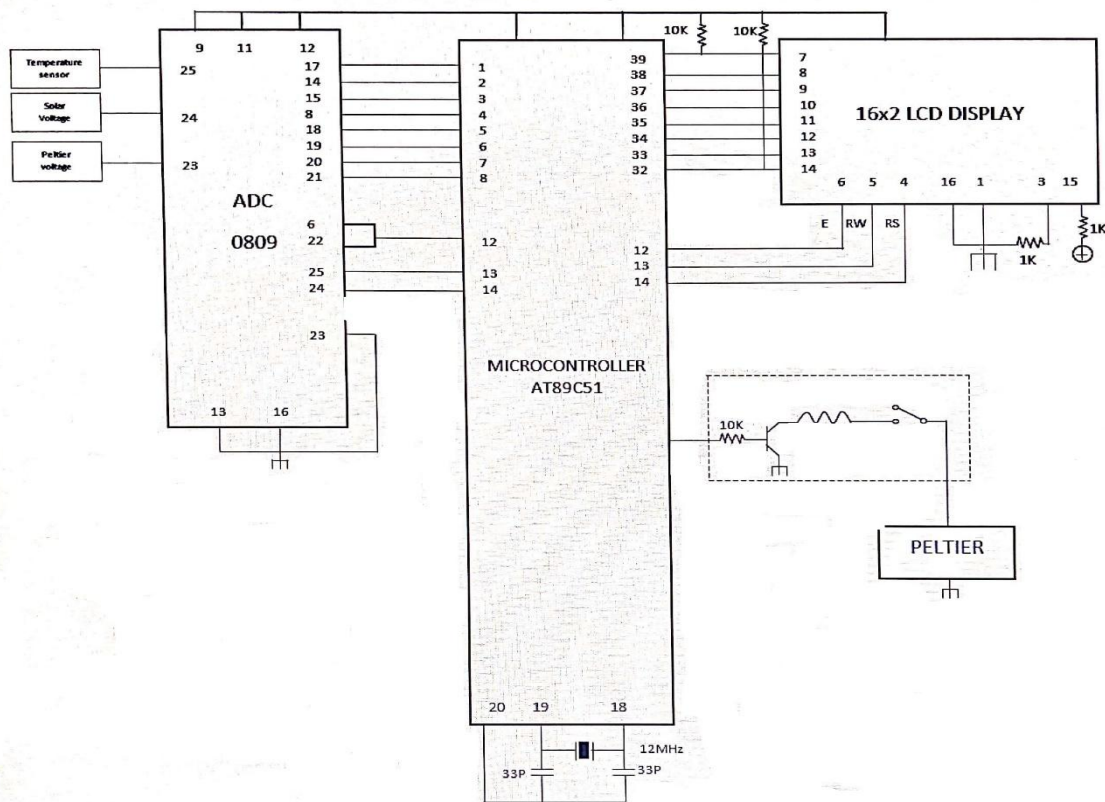 10K
10K
9
11
12
Temperature
sensor
25
Solar
Voltage
24
Peltier
voltage
23
17
14
15
8
18
19
20
21
ADC
0809
6
22
25
24
23
13
16
1
2
3
4
5
6
7
8
12
13
14
39
38
37
36
35
34
33
32
12
13
14
MICROCONTROLLER
AT89C51
20
19
18
12MHz
33P
33P
7
8
9
10
11
12
13
14
16x2 LCD DISPLAY
6
5
4
16
1
3
15
E
RW
RS
1K
1K
10K
PELTIER